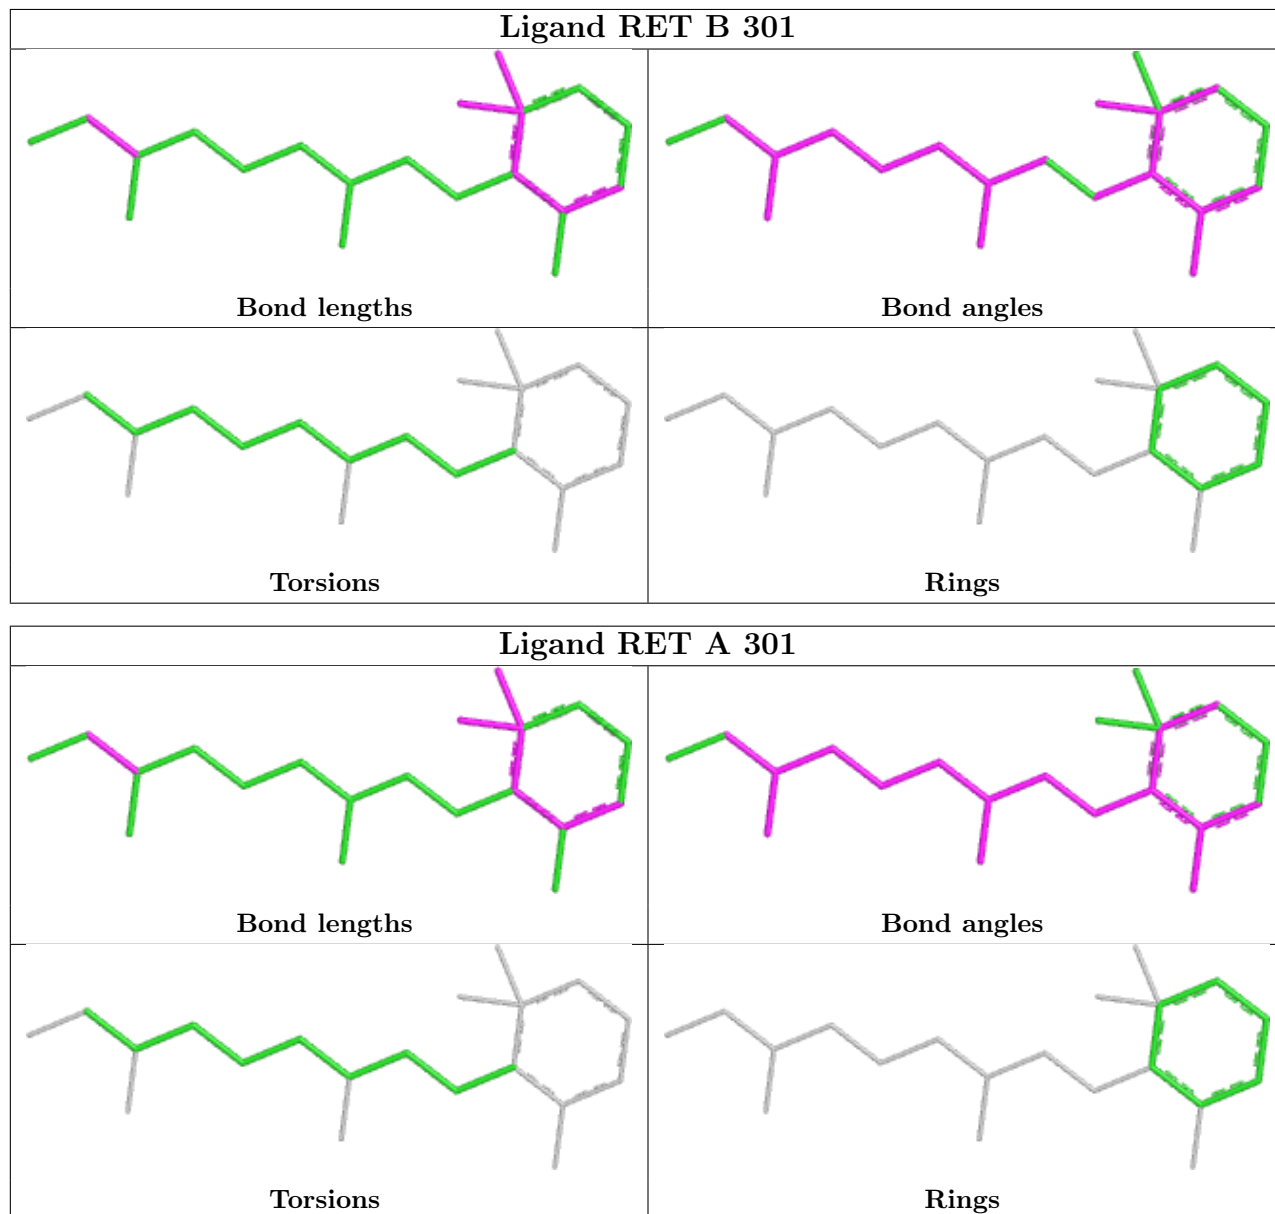 Ligand RET B 301
Bond lengths
Bond angles
Torsions
Rings
Ligand RET A 301
Bond lengths
Bond angles
Torsions
Rings